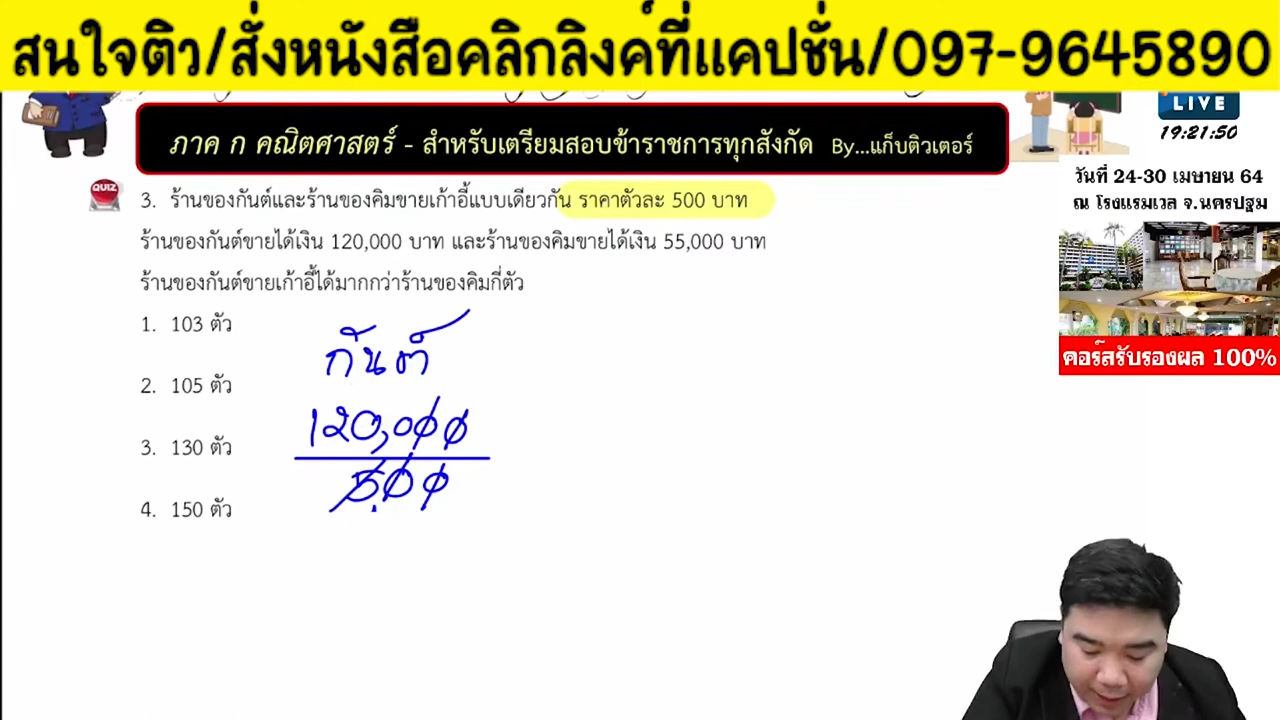 สนใจติว/สั่งหนังสือคลิกลิงค์ที่แคปชั่น/097-9645890
ภาค ก คณิตศาสตร์ - สำหรับเตรียมสอบข้าราชการทุกสังกัด By...แก็บติวเตอร์
LIVE
19:21:50
วันที่ 24-30 เมษายน 64
ณ โรงแรมเวล จ.นครปฐม
คอร์สรับรองผล 100%
QUIZ
3. ร้านของกันต์และร้านของคิมขายเก้าอี้แบบเดียวกัน ราคาตัวละ 500 บาท
ร้านของกันต์ขายได้เงิน 120,000 บาท และร้านของคิมขายได้เงิน 55,000 บาท
ร้านของกันต์ขายเก้าอี้ได้มากกว่าร้านของคิมกี่ตัว
1. 103 ตัว
2. 105 ตัว
3. 130 ตัว
4. 150 ตัว
กันต์
120,000
500